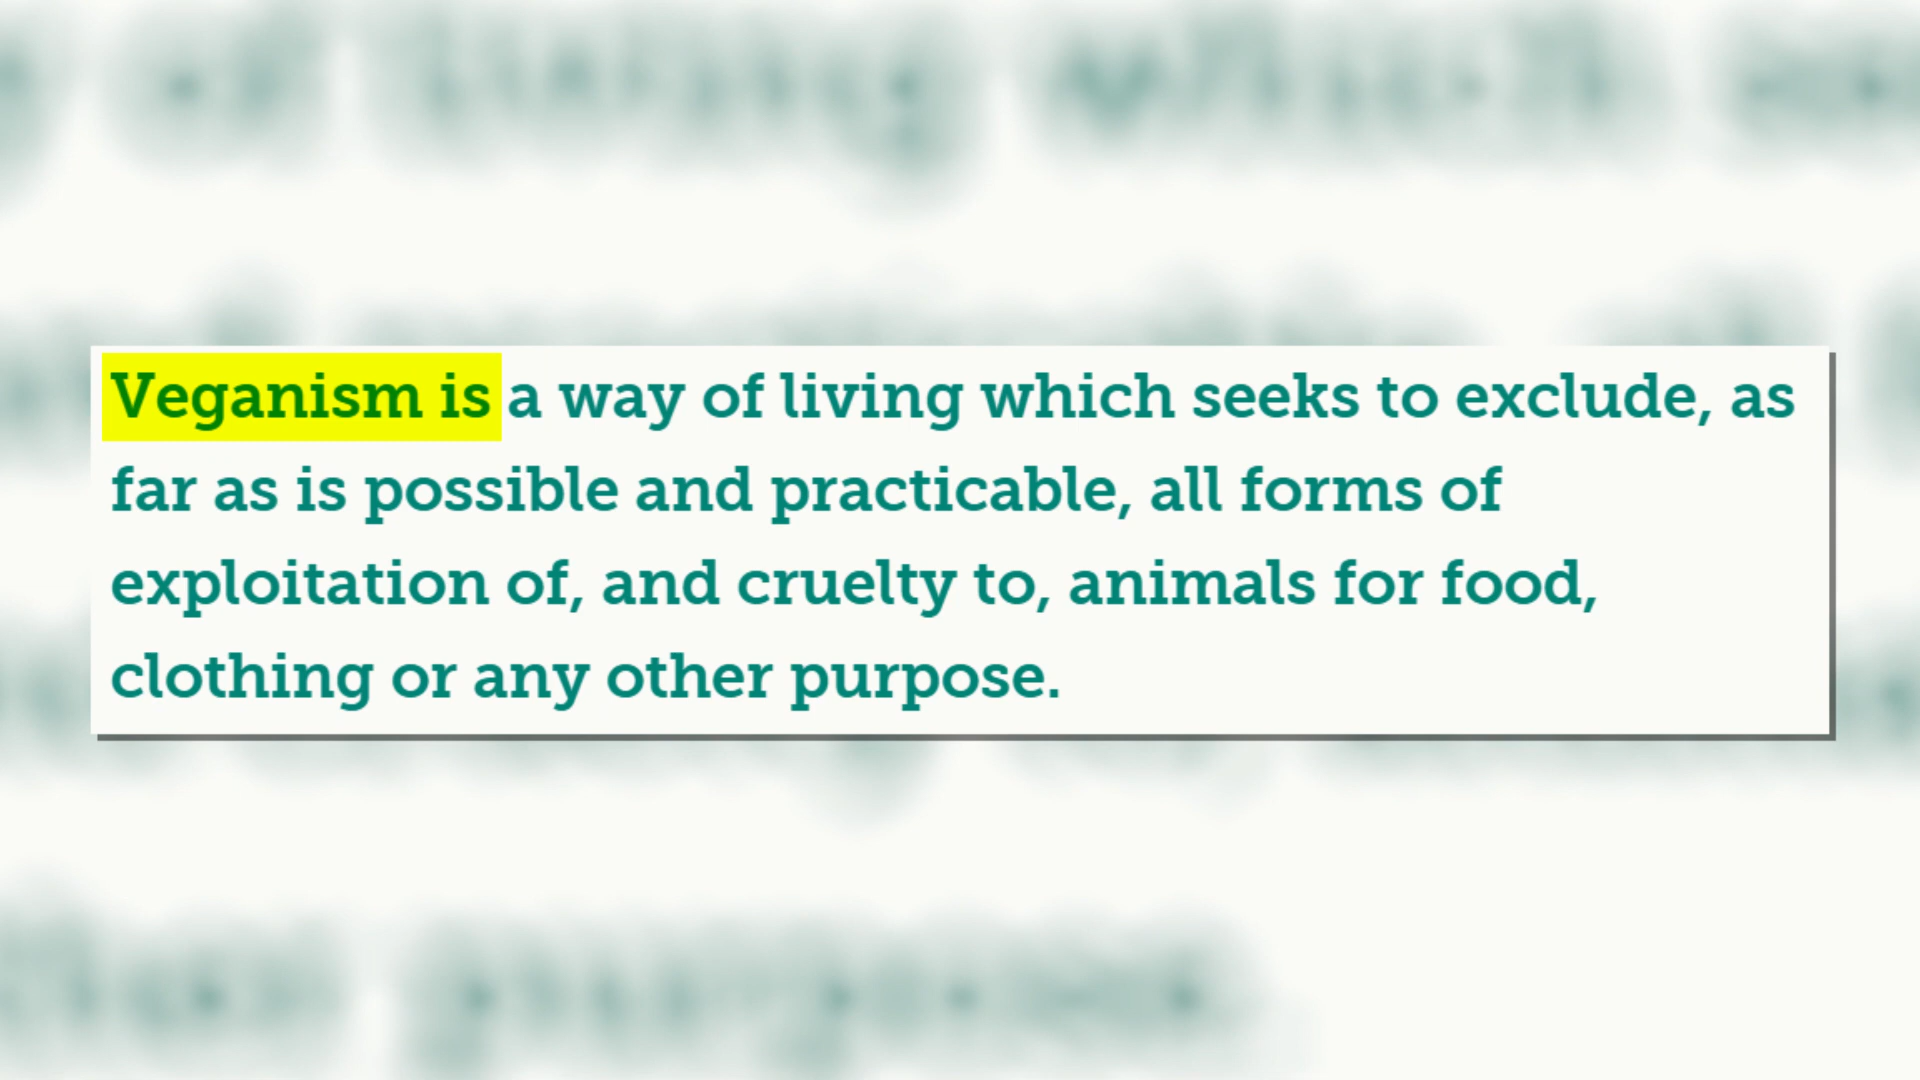 Veganism is a way of living which seeks to exclude, as
far as is possible and practicable, all forms of
exploitation of, and cruelty to, animals for food,
clothing or any other purpose.